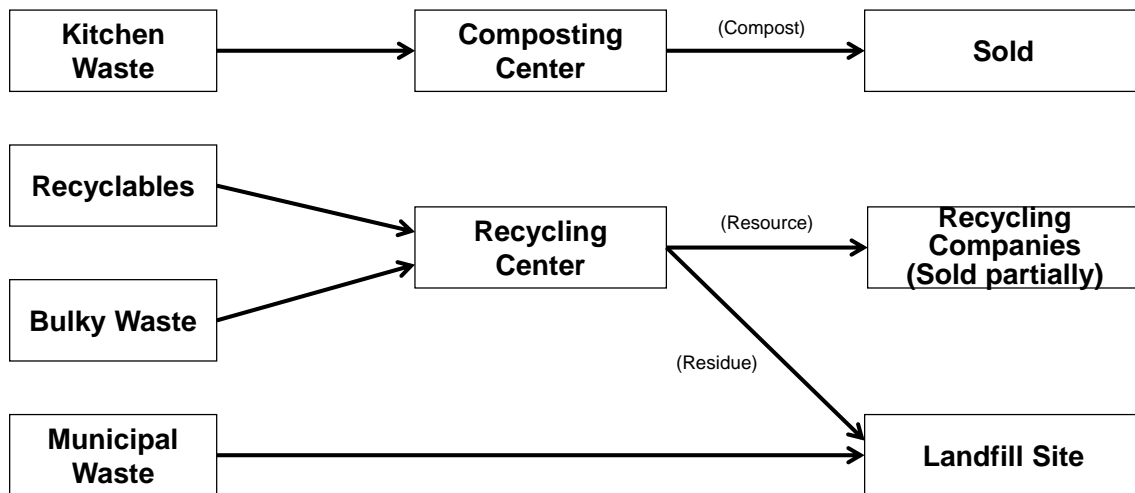 Kitchen
Waste
Composting
Center
(Compost)
Sold
Recyclables
Bulky Waste
Recycling
Center
(Resource)
Recycling
Companies
(Sold partially)
(Residue)
Municipal
Waste
Landfill Site